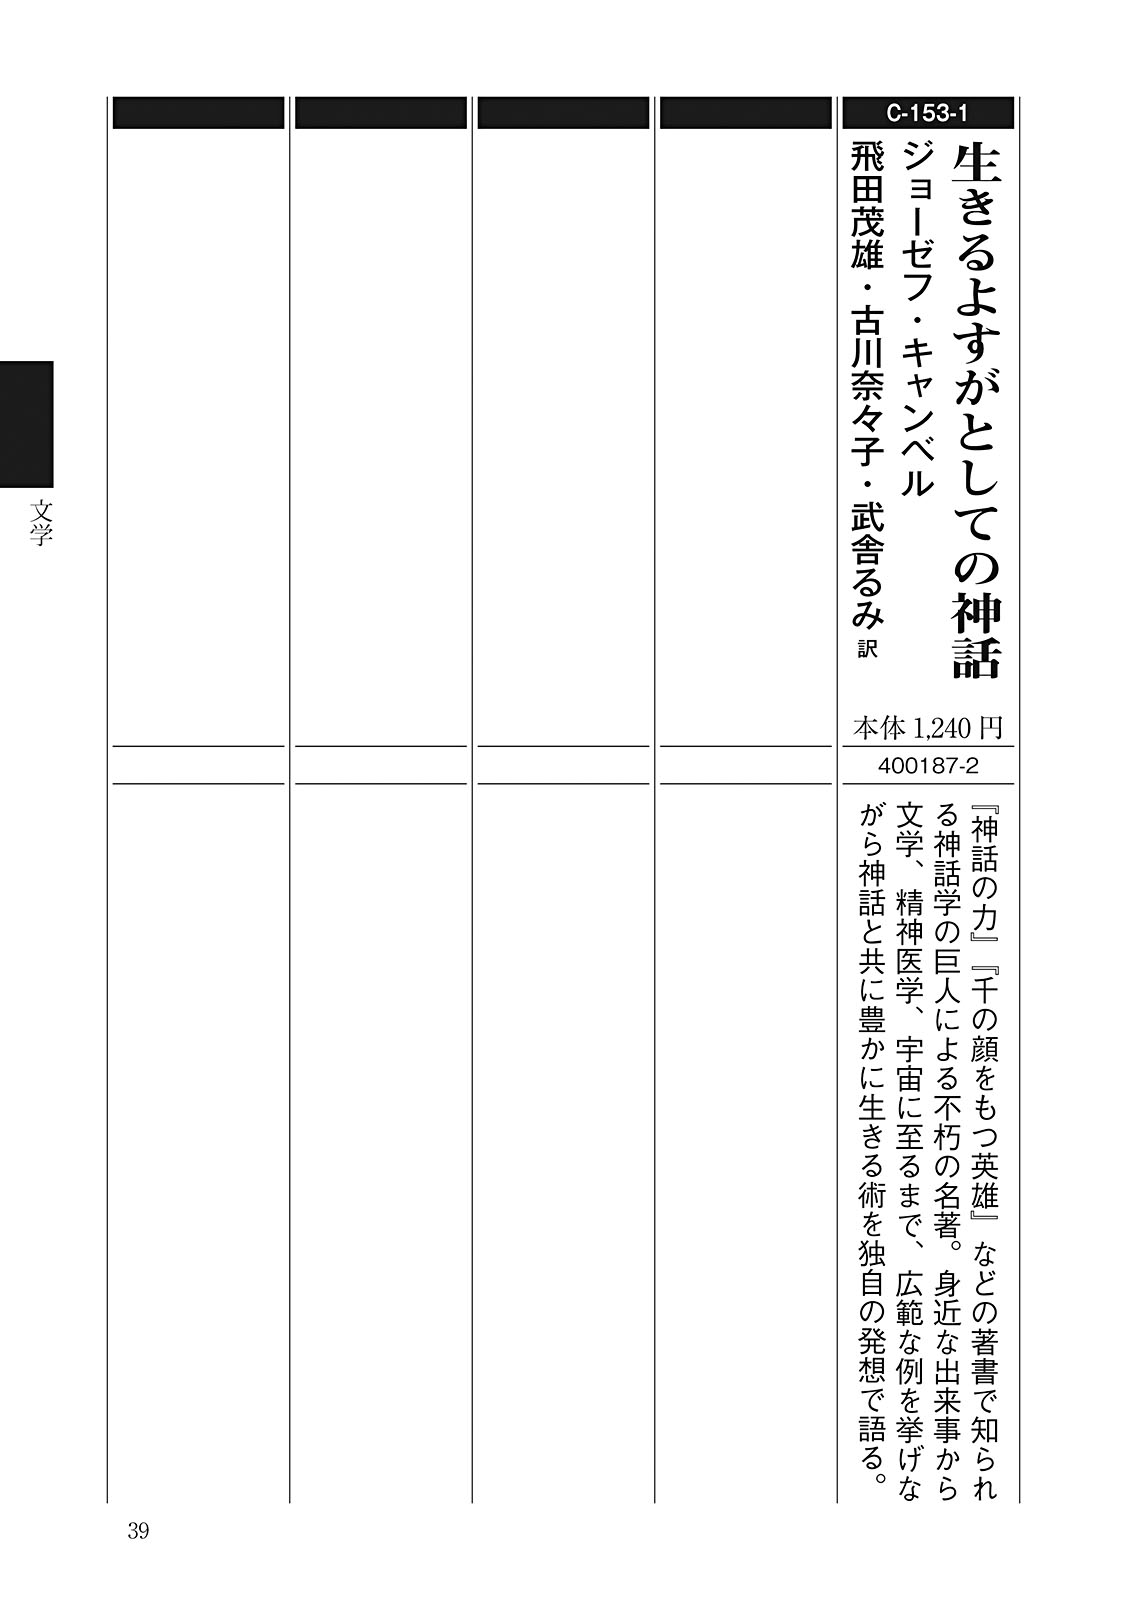 C-153-1
生きるよすがとしての神話
ジョーゼフ・キャンベル
飛田茂雄・古川奈々子・武舎るみ 訳
本体 1,240 円
400187-2
『神話の力』『千の顔をもつ英雄』などの著書で知られ
る神話学の巨人による不朽の名著。身近な出来事から
文学、精神医学、宇宙に至るまで、広範な例を挙げな
がら神話と共に豊かに生きる術を独自の発想で語る。
文学
39